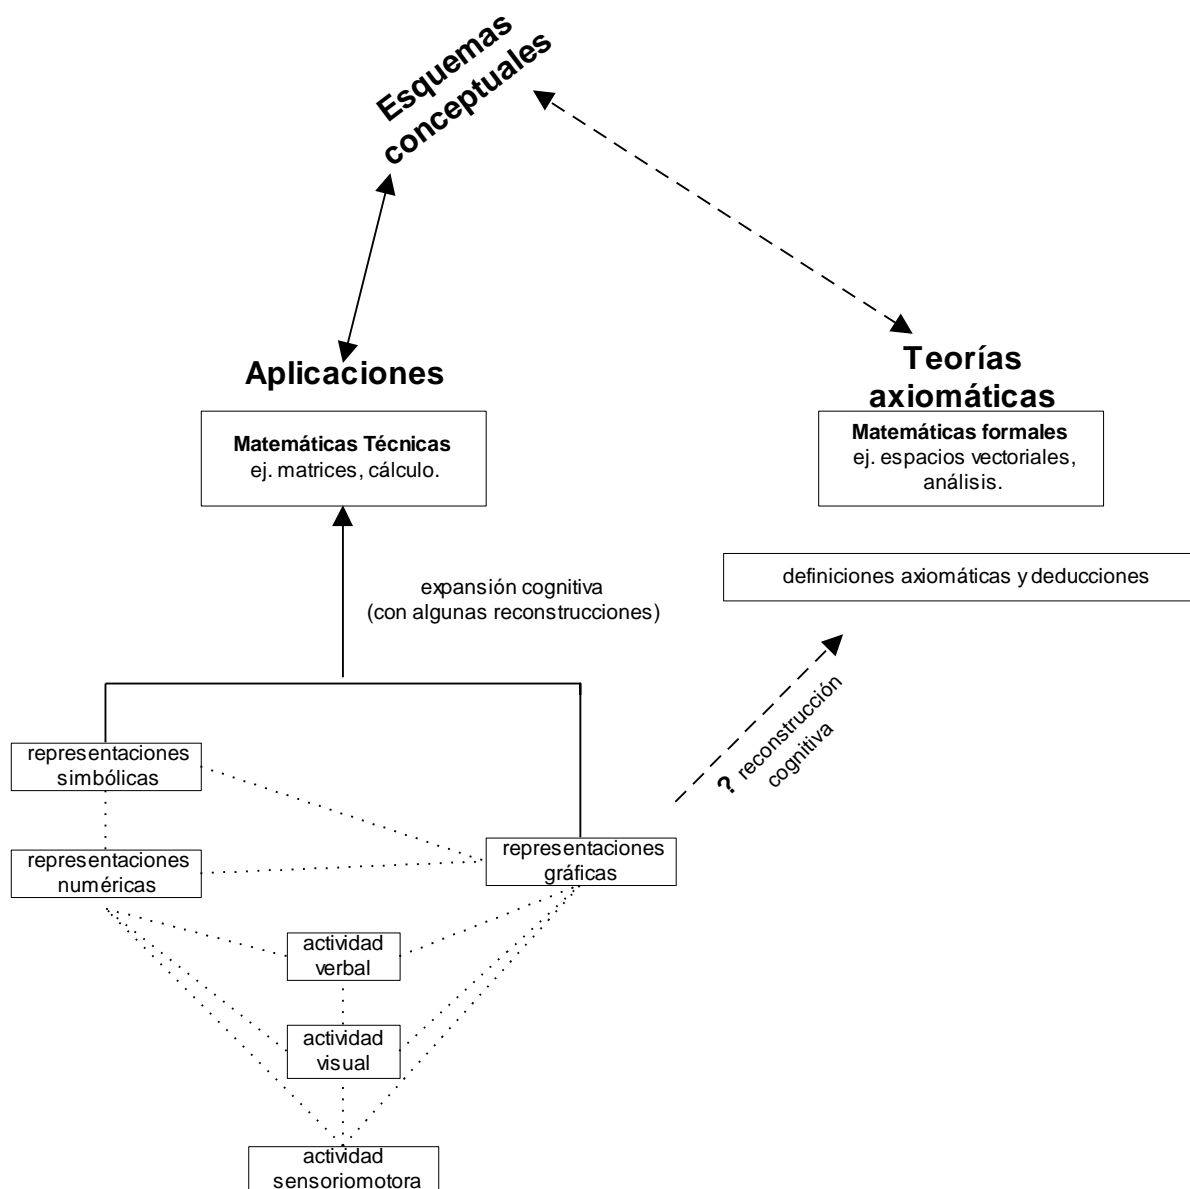 Esquemas
conceptuales
Aplicaciones
Teorías
axiomáticas
Matemáticas Técnicas
ej. matrices, cálculo.
Matemáticas formales
ej. espacios vectoriales,
análisis.
definiciones axiomáticas y deducciones
expansión cognitiva
(con algunas reconstrucciones)
? reconstrucción
cognitiva
representaciones
simbólicas
representaciones
numéricas
representaciones
gráficas
actividad
verbal
actividad
visual
actividad
sensoriomotora